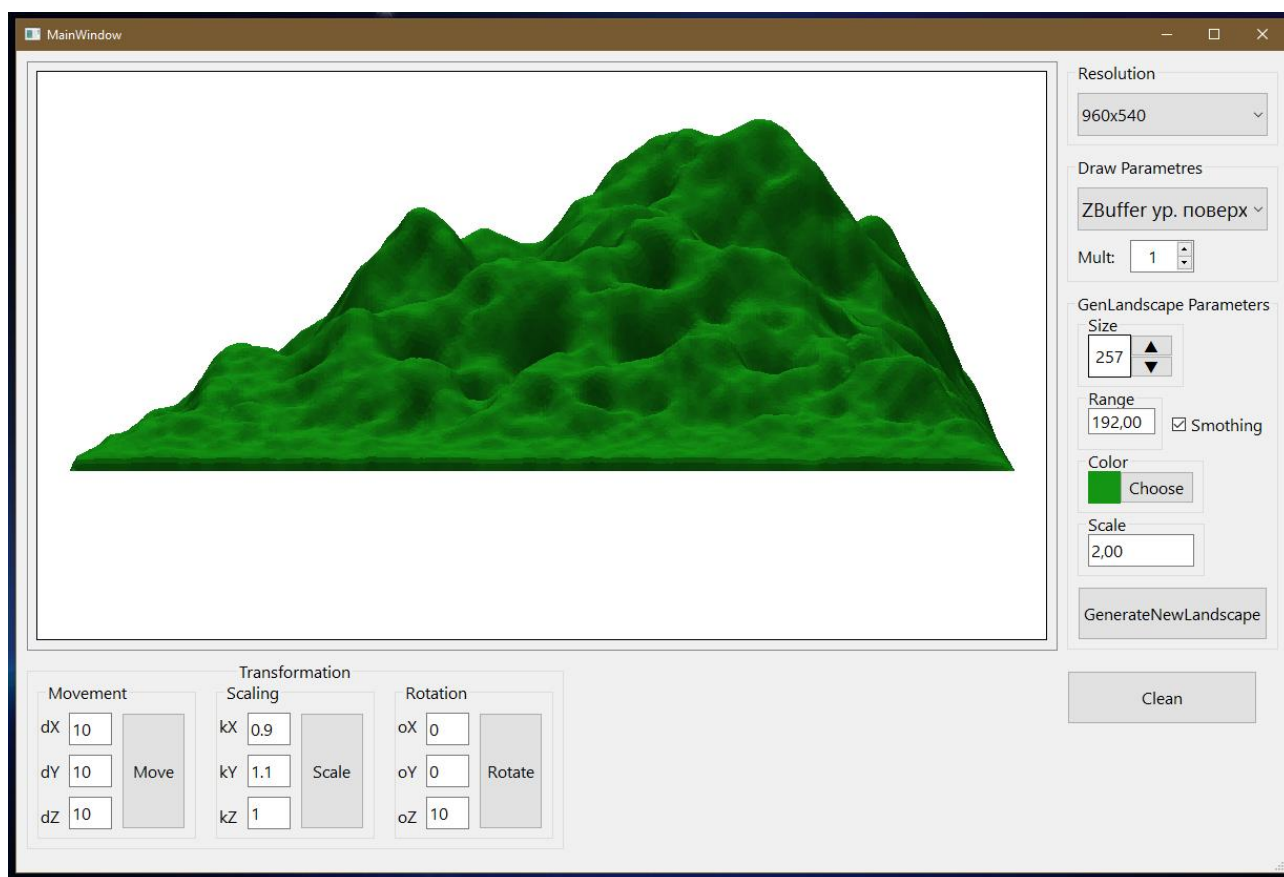 MainWindow
Resolution
960x540
Draw Parametres
ZBuffer ур. поверх
Mult: 1
GenLandscape Parameters
Size
257 ▲
▼
Range
192,00 Smothing
Color
Choose
Scale
2,00
GenerateNewLandscape
Clean
Transformation
Movement Scaling Rotation
dX 10 kX 0.9 oX 0
dY 10 Move kY 1.1 Scale oY 0 Rotate
dZ 10 kZ 1 oZ 10